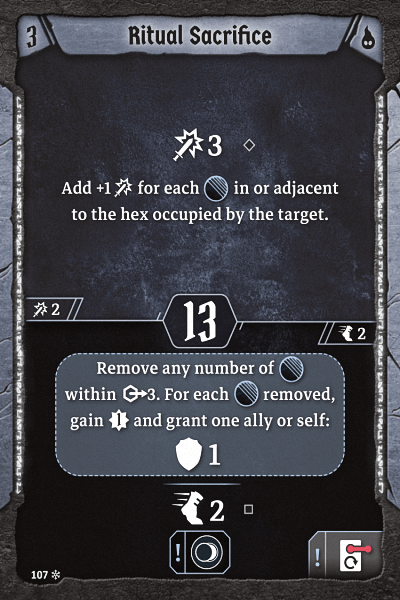 3
Ritual Sacrifice
3
Add +1 for each in or adjacent
to the hex occupied by the target.
2
13
2
Remove any number of
within 3. For each removed,
gain and grant one ally or self:
1
2
!
!
107